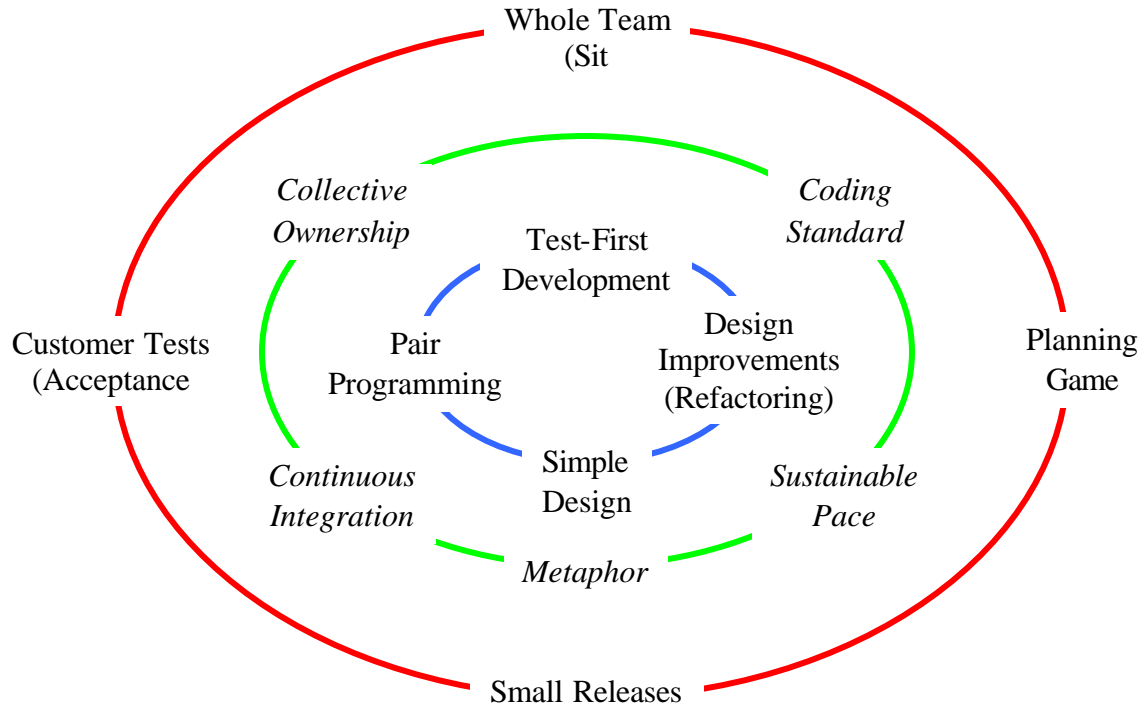 Whole Team
(Sit
Collective
Ownership
Coding
Standard
Test-First
Development
Customer Tests
(Acceptance
Pair
Programming
Design
Improvements
(Refactoring)
Planning
Game
Continuous
Integration
Simple
Design
Sustainable
Pace
Metaphor
Small Releases